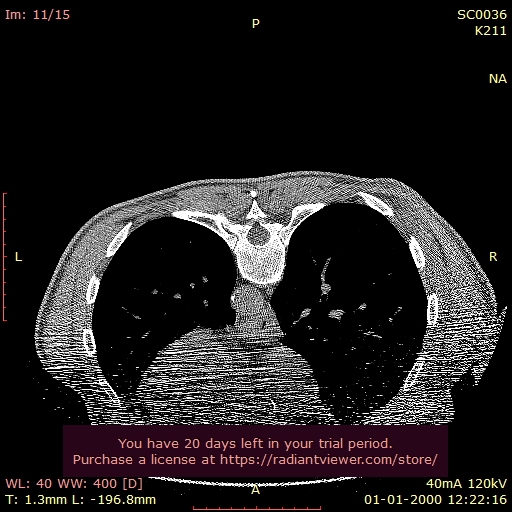 Im: 11/15
SC0036
K211
P
NA
L
R
You have 20 days left in your trial period.
Purchase a license at https://radiantviewer.com/store/
WL: 40 WW: 400 [D]
A
40mA 120kV
T: 1.3mm L: -196.8mm
01-01-2000 12:22:16